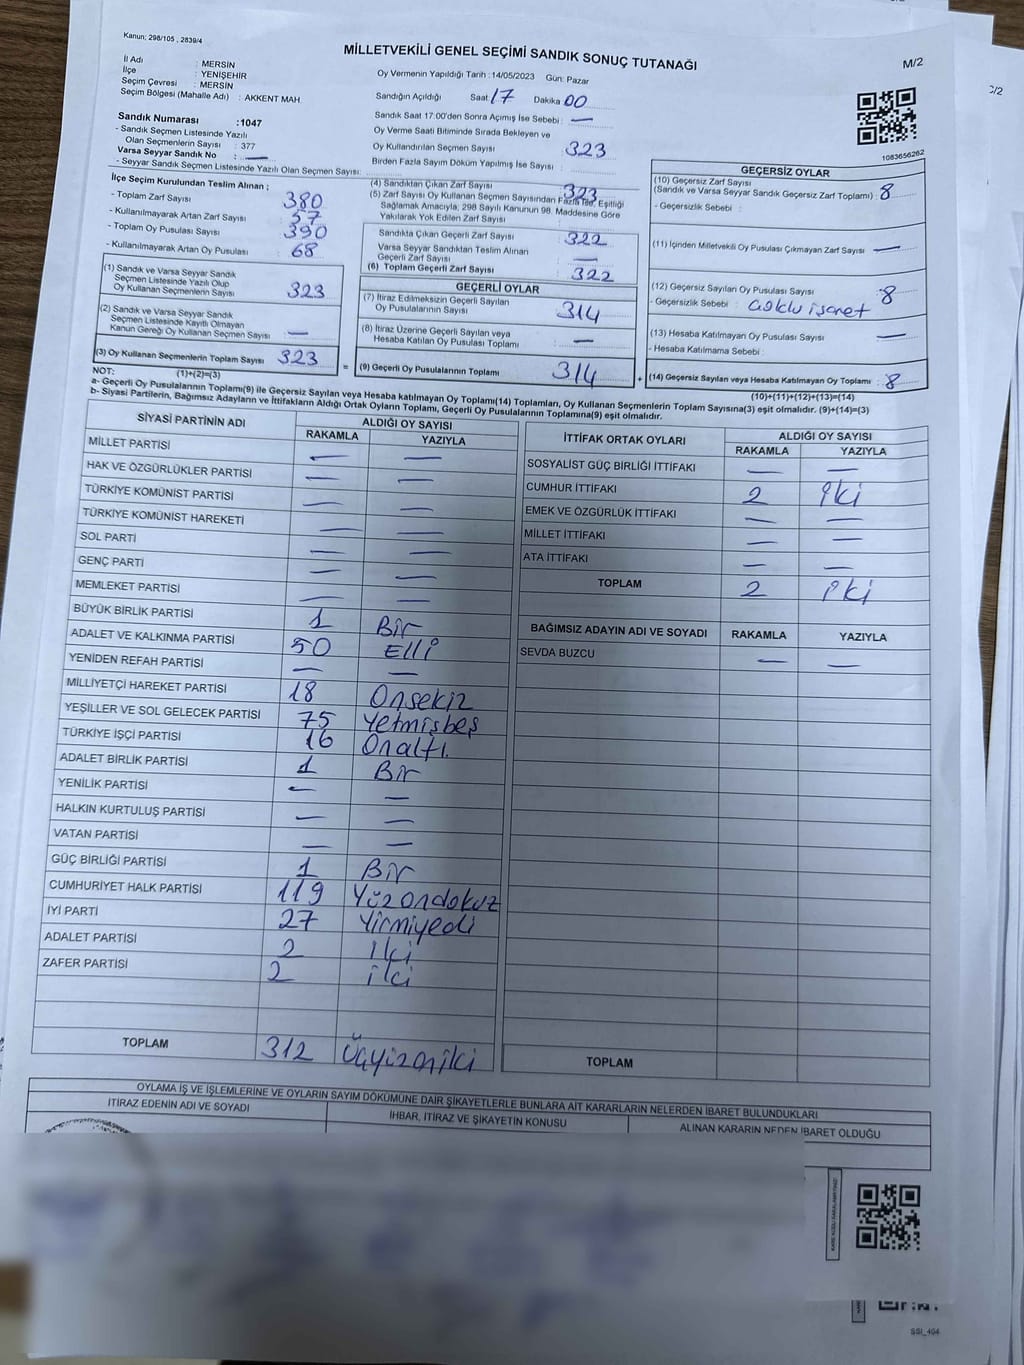 Kanun: 298/105 , 2839/4
MİLLETVEKİLİ GENEL SEÇİMİ SANDIK SONUÇ TUTANAĞI
M/2
İl Adı : MERSİN
İlçe : YENİŞEHİR
Seçim Çevresi : MERSİN
Seçim Bölgesi (Mahalle Adı) : AKKENT MAH.
Oy Vermenin Yapıldığı Tarih :14/05/2023 Gün: Pazar
Sandığın Açıldığı Saat: 17 Dakika 00
Sandık Saat 17:00'den Sonra Açımış İse Sebebi : —
Oy Verme Saati Bitiminde Sırada Bekleyen ve
Oy Kullandırılan Seçmen Sayısı : 323
Birden Fazla Sayım Döküm Yapılmış İse Sayısı :
Sandık Numarası : 1047
- Sandık Seçmen Listesinde Yazılı
Olan Seçmenlerin Sayısı : 377
Varsa Seyyar Sandık No : —
- Seyyar Sandık Seçmen Listesinde Yazılı Olan Seçmen Sayısı:
1083656262
İlçe Seçim Kurulundan Teslim Alınan ;
- Toplam Zarf Sayısı : 380
- Kullanılmayarak Artan Zarf Sayısı : 57
- Toplam Oy Pusulası Sayısı : 390
- Kullanılmayarak Artan Oy Pusulası : 68
(1) Sandık ve Varsa Seyyar Sandık
Seçmen Listesinde Yazılı Olup
Oy Kullanan Seçmenlerin Sayısı : 323
(2) Sandık ve Varsa Seyyar Sandık
Seçmen Listesinde Kayıtlı Olmayan
Kanun Gereği Oy Kullanan Seçmen Sayısı : —
(3) Oy Kullanan Seçmenlerin Toplam Sayısı : 323
(4) Sandıktan Çıkan Zarf Sayısı : 323
(5) Zarf Sayısı Oy Kullanan Seçmen Sayısından Fazla İse, Eşitliği
Sağlamak Amacıyla; 298 Sayılı Kanunun 98. Maddesine Göre
Yakılarak Yok Edilen Zarf Sayısı :
Sandıkta Çıkan Geçerli Zarf Sayısı : 322
Varsa Seyyar Sandıktan Teslim Alınan
Geçerli Zarf Sayısı : —
(6) Toplam Geçerli Zarf Sayısı : 322
GEÇERLİ OYLAR
(7) İtiraz Edilmeksizin Geçerli Sayılan
Oy Pusulalarının Sayısı : 314
(8) İtiraz Üzerine Geçerli Sayılan veya
Hesaba Katılan Oy Pusulası Toplamı : —
= (9) Geçerli Oy Pusulalarının Toplamı : 314 +
GEÇERSİZ OYLAR
(10) Geçersiz Zarf Sayısı
(Sandık ve Varsa Seyyar Sandık Geçersiz Zarf Toplamı) : 8
- Geçersizlik Sebebi :
(11) İçinden Milletvekili Oy Pusulası Çıkmayan Zarf Sayısı : —
(12) Geçersiz Sayılan Oy Pusulası Sayısı : 8
- Geçersizlik Sebebi : çoklu işaret
(13) Hesaba Katılmayan Oy Pusulası Sayısı : —
- Hesaba Katılmama Sebebi :
(14) Geçersiz Sayılan veya Hesaba Katılmayan Oy Toplamı : 8
NOT: (1)+(2)=(3)
(10)+(11)+(12)+(13)=(14)
a- Geçerli Oy Pusulalarının Toplamı(9) ile Geçersiz Sayılan veya Hesaba katılmayan Oy Toplamı(14) Toplamları, Oy Kullanan Seçmenlerin Toplam Sayısına(3) eşit olmalıdır. (9)+(14)=(3)
b- Siyasi Partilerin, Bağımsız Adayların ve İttifakların Aldığı Ortak Oyların Toplamı, Geçerli Oy Pusulalarının Toplamına(9) eşit olmalıdır.
SİYASİ PARTİNİN ADI ALDIĞI OY SAYISI
RAKAMLA YAZIYLA
MİLLET PARTİSİ — —
HAK VE ÖZGÜRLÜKLER PARTİSİ — —
TÜRKİYE KOMÜNİST PARTİSİ — —
TÜRKİYE KOMÜNİST HAREKETİ — —
SOL PARTİ — —
GENÇ PARTİ — —
MEMLEKET PARTİSİ — —
BÜYÜK BİRLİK PARTİSİ 1 Bir
ADALET VE KALKINMA PARTİSİ 50 Elli
YENİDEN REFAH PARTİSİ — —
MİLLİYETÇİ HAREKET PARTİSİ 18 Onsekiz
YEŞİLLER VE SOL GELECEK PARTİSİ 75 Yetmişbeş
TÜRKİYE İŞÇİ PARTİSİ 16 Onaltı
ADALET BİRLİK PARTİSİ 1 Bir
YENİLİK PARTİSİ — —
HALKIN KURTULUŞ PARTİSİ — —
VATAN PARTİSİ — —
GÜÇ BİRLİĞİ PARTİSİ 1 Bir
CUMHURİYET HALK PARTİSİ 119 Yüzondokuz
İYİ PARTİ 27 Yirmiyedi
ADALET PARTİSİ 2 iki
ZAFER PARTİSİ 2 iki
TOPLAM 312 Üçyüzoniki
İTTİFAK ORTAK OYLARI ALDIĞI OY SAYISI
RAKAMLA YAZIYLA
SOSYALİST GÜÇ BİRLİĞİ İTTİFAKI — —
CUMHUR İTTİFAKI 2 iki
EMEK VE ÖZGÜRLÜK İTTİFAKI — —
MİLLET İTTİFAKI — —
ATA İTTİFAKI — —
TOPLAM 2 iki
BAĞIMSIZ ADAYIN ADI VE SOYADI RAKAMLA YAZIYLA
SEVDA BUZCU — —
TOPLAM
OYLAMA İŞ VE İŞLEMLERİNE VE OYLARIN SAYIM DÖKÜMÜNE DAİR ŞİKAYETLERLE BUNLARA AİT KARARLARIN NELERDEN İBARET BULUNDUKLARI
İTİRAZ EDENİN ADI VE SOYADI
İHBAR, İTİRAZ VE ŞİKAYETİN KONUSU
ALINAN KARARIN NEDEN İBARET OLDUĞU
SSİ_404